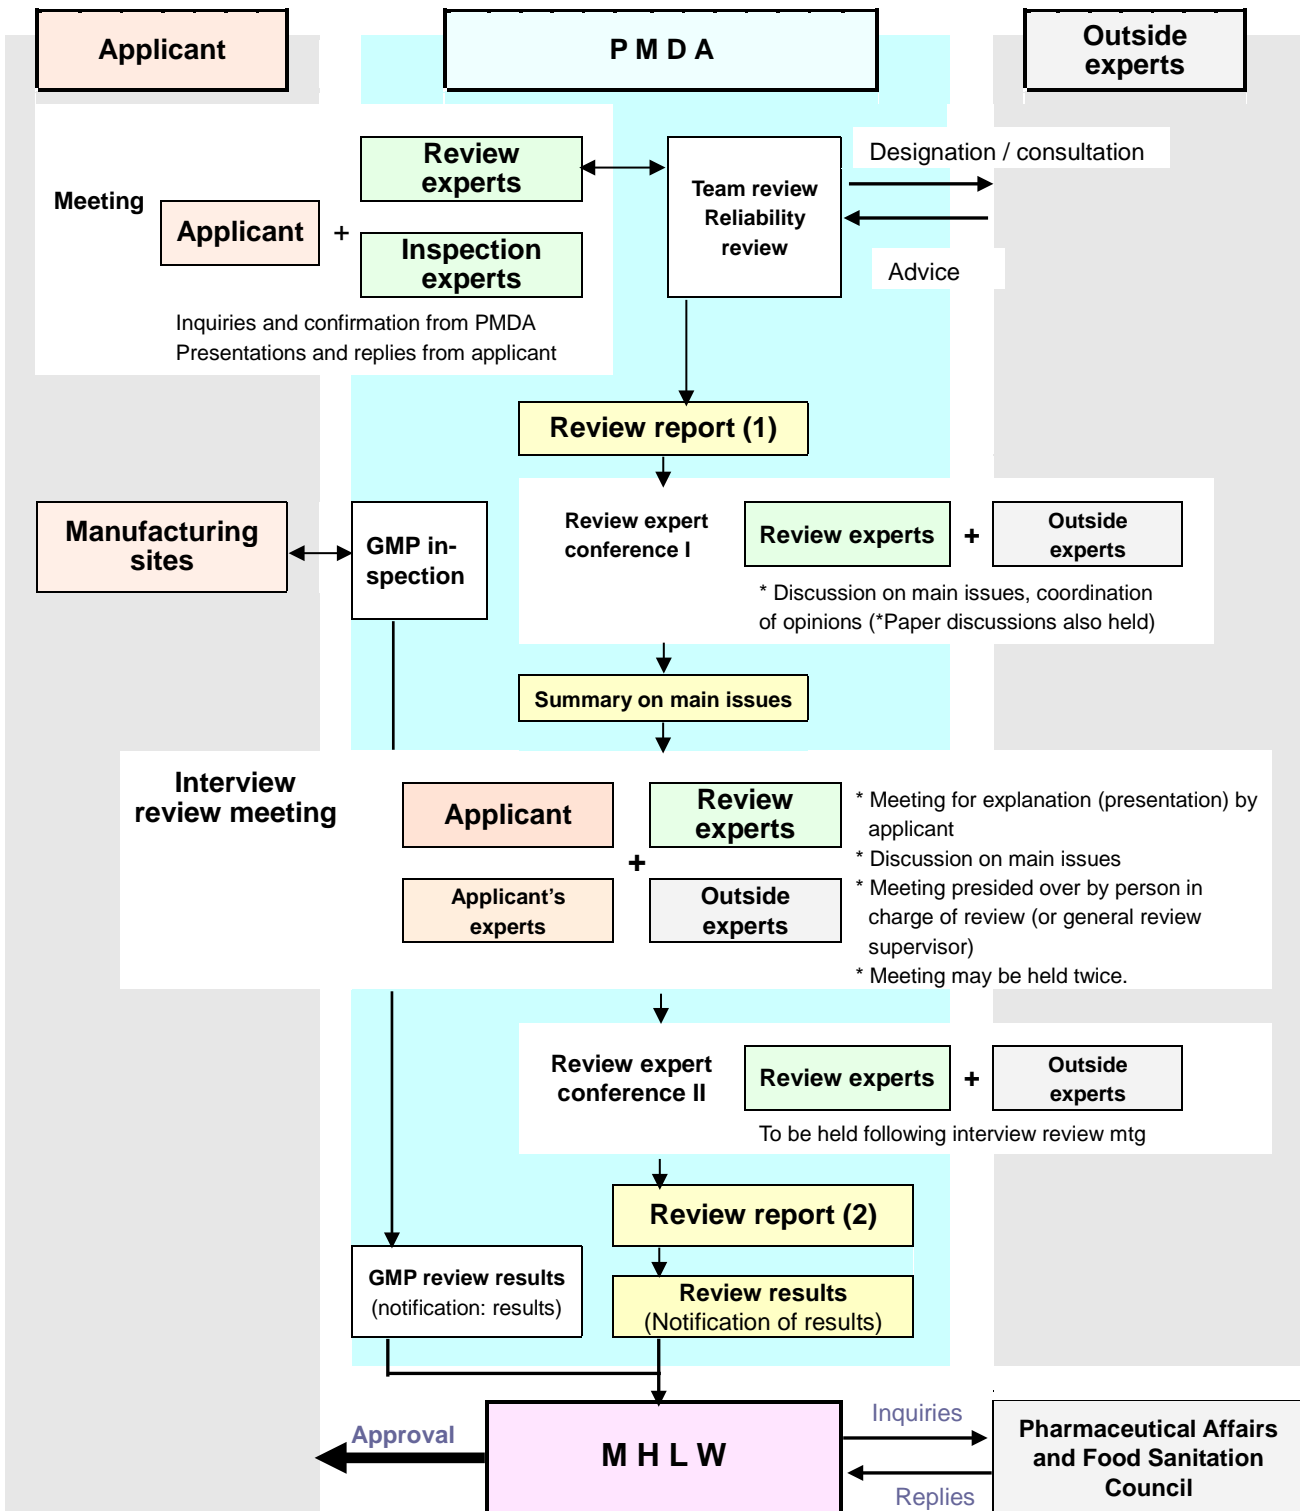 Applicant
P M D A
Outside
experts
Review
experts
Meeting
Applicant
+
Inspection
experts
Team review
Reliability
review
Designation / consultation
Advice
Inquiries and confirmation from PMDA
Presentations and replies from applicant
Review report (1)
Manufacturing
sites
GMP in-
spection
Review expert
conference I
Review experts
+
Outside
experts
* Discussion on main issues, coordination
of opinions (*Paper discussions also held)
Summary on main issues
Interview
review meeting
Applicant
Applicant's
experts
+
Review
experts
Outside
experts
* Meeting for explanation (presentation) by
applicant
* Discussion on main issues
* Meeting presided over by person in
charge of review (or general review
supervisor)
* Meeting may be held twice.
Review expert
conference II
Review experts
+
Outside
experts
To be held following interview review mtg
Review report (2)
GMP review results
(notification: results)
Review results
(Notification of results)
Approval
M H L W
Inquiries
Replies
Pharmaceutical Affairs
and Food Sanitation
Council